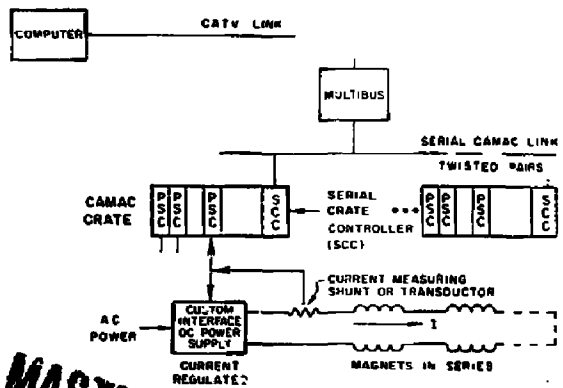 COMPUTER
CATV LINK
MULTIBUS
SERIAL CAMAC LINK
TWISTED PAIRS
CAMAC CRATE
PSC
PSC
PSC
SCC
SERIAL CRATE CONTROLLER (SCC)
PSC
PSC
PSC
SCC
CURRENT MEASURING
SHUNT OR TRANSDUCTOR
AC POWER
CUSTOM INTERFACE DC POWER SUPPLY
I
CURRENT REGULATE
MAGNETS IN SERIES